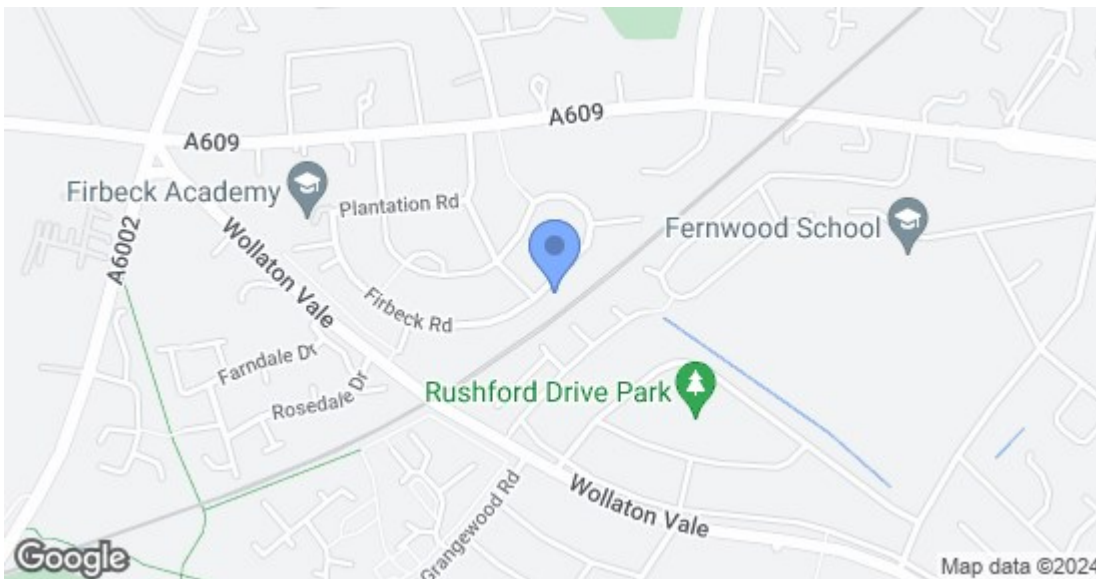 A609
A609
Firbeck Academy
Plantation Rd
Fernwood School
A6002
Wollaton Vale
Firbeck Rd
Farndale Dr
Rosedale Dr
Rushford Drive Park
Grangewood Rd
Wollaton Vale
Google
Map data ©2024